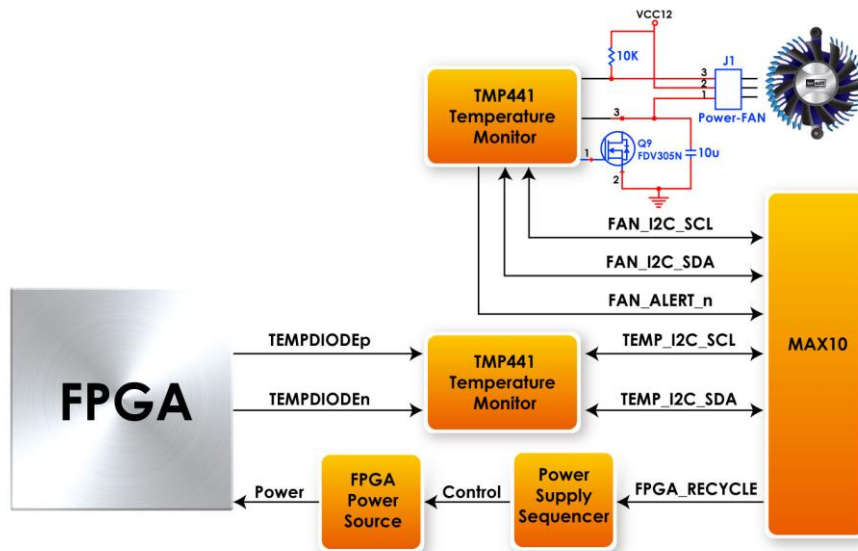 VCC12
10K
J1
3
2
1
Power-FAN
TMP441
Temperature
Monitor
3
1
Q9
FDV305N
2
10u
FAN_I2C_SCL
FAN_I2C_SDA
FAN_ALERT_n
MAX10
FPGA
TEMPDIODEp
TEMPDIODEn
TMP441
Temperature
Monitor
TEMP_I2C_SCL
TEMP_I2C_SDA
Power
FPGA
Power
Source
Control
Power
Supply
Sequencer
FPGA_RECYCLE